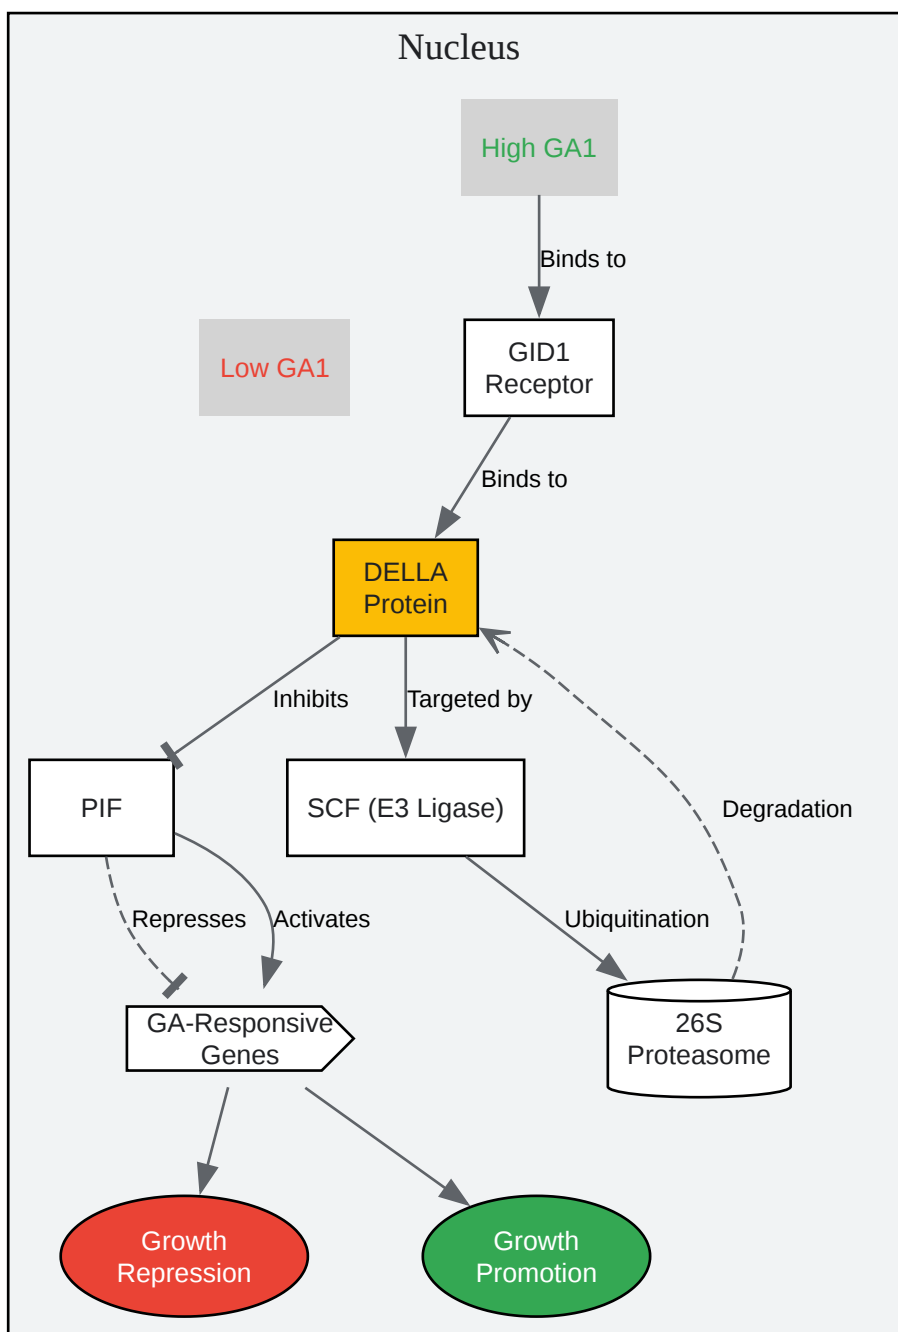 Nucleus
High GA1
Binds to
Low GA1
GID1
Receptor
Binds to
DELLA
Protein
Inhibits
Targeted by
PIF
SCF (E3 Ligase)
Degradation
Represses
Activates
Ubiquitination
GA-Responsive
Genes
26S
Proteasome
Growth
Repression
Growth
Promotion